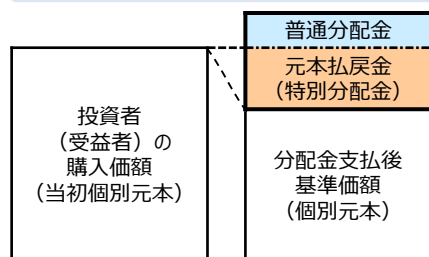 普通分配金
元本払戻金
（特別分配金）
投資者
（受益者）の
購入価額
（当初個別元本）
分配金支払後
基準価額
（個別元本）